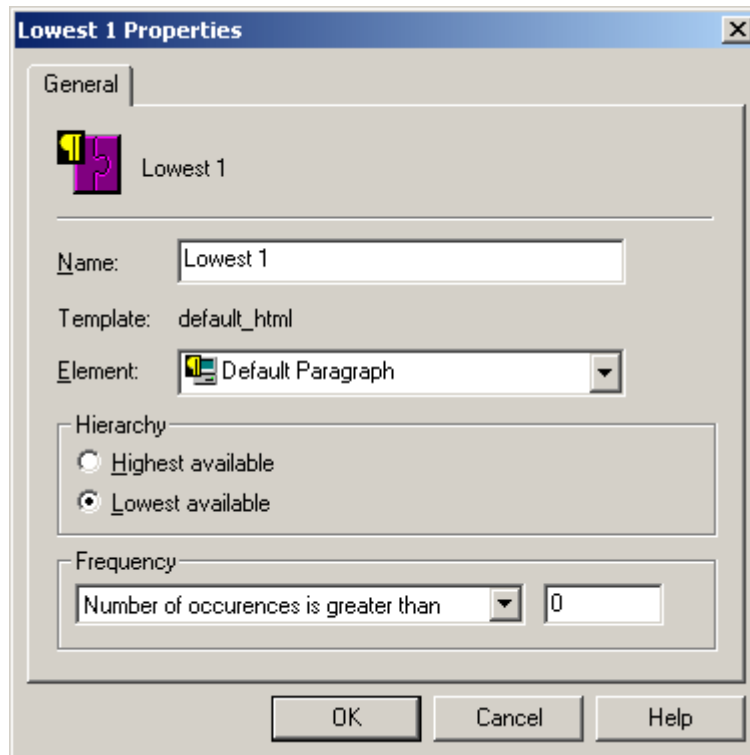 Lowest 1 Properties
General
Lowest 1
Name: Lowest 1
Template: default_html
Element: Default Paragraph
Hierarchy
Highest available
Lowest available
Frequency
Number of occurences is greater than 0
OK Cancel Help